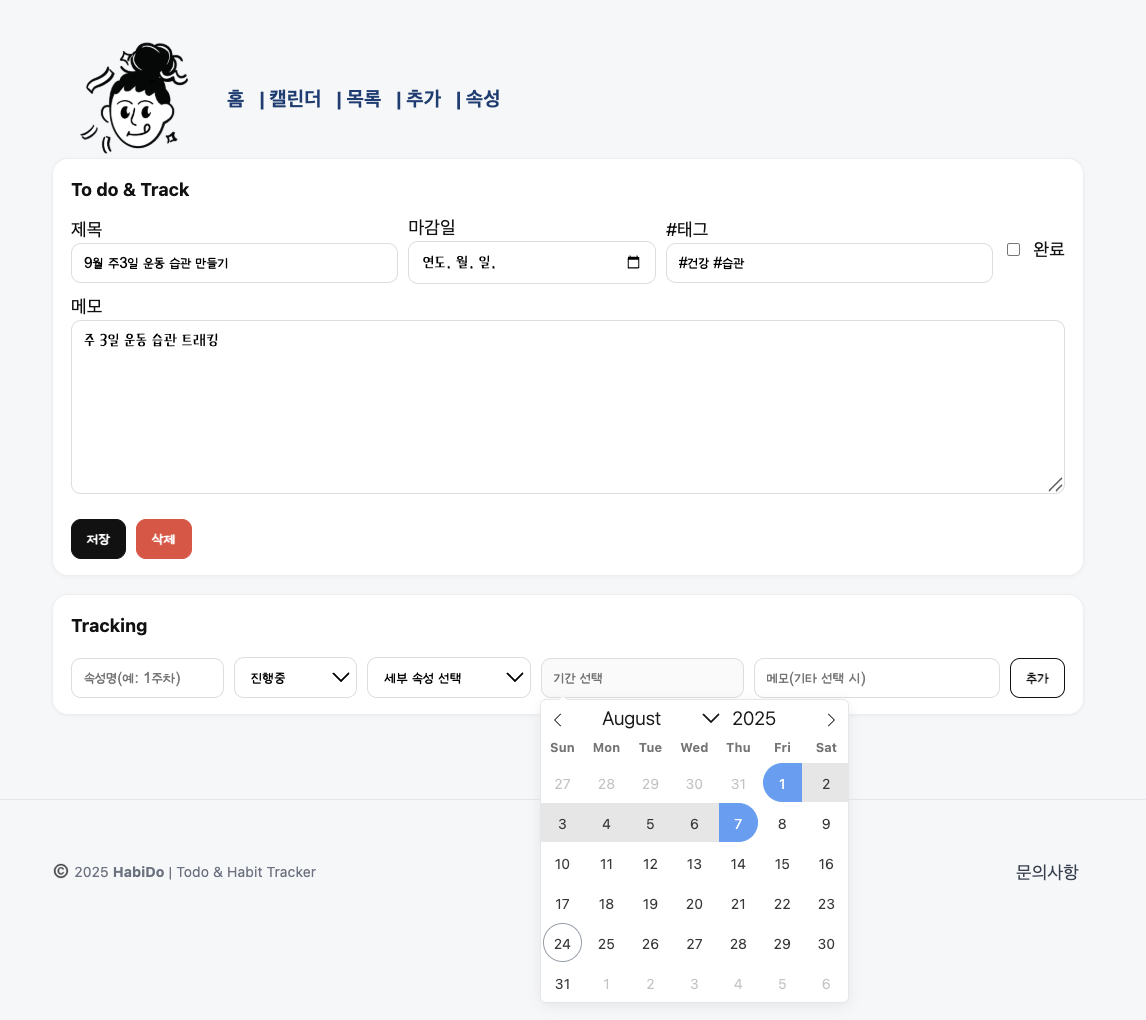 홈 | 캘린더 | 목록 | 추가 | 속성
To do & Track
제목 마감일 #태그
9월 주3일 운동 습관 만들기 연도. 월. 일. #건강 #습관 완료
메모
주 3일 운동 습관 트래킹
저장 삭제
Tracking
속성명(예: 1주차) 진행중 세부 속성 선택 기간 선택 메모(기타 선택 시) 추가
August 2025
Sun Mon Tue Wed Thu Fri Sat
27 28 29 30 31 1 2
3 4 5 6 7 8 9
10 11 12 13 14 15 16
17 18 19 20 21 22 23
24 25 26 27 28 29 30
31 1 2 3 4 5 6
© 2025 HabiDo | Todo & Habit Tracker 문의사항